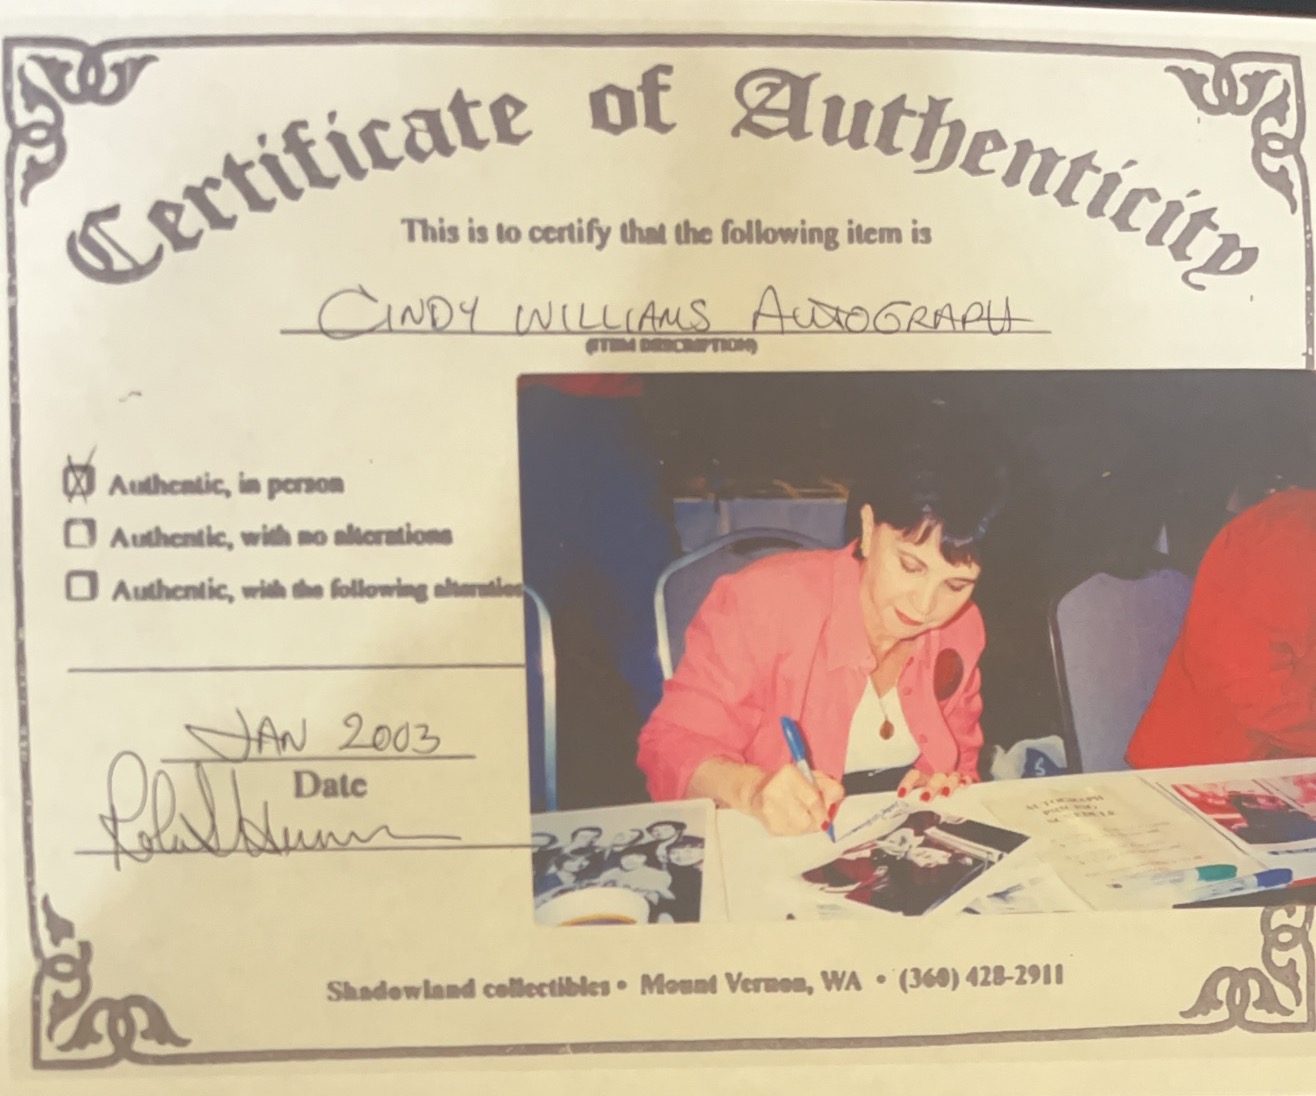 Certificate of Authenticity
This is to certify that the following item is
CINDY WILLIAMS AUTOGRAPH
(ITEM DESCRIPTION)
Authentic, in person
Authentic, with no alterations
Authentic, with the following alteration
JAN 2003
Date
Shadowland collectibles • Mount Vernon, WA • (360) 428-2911